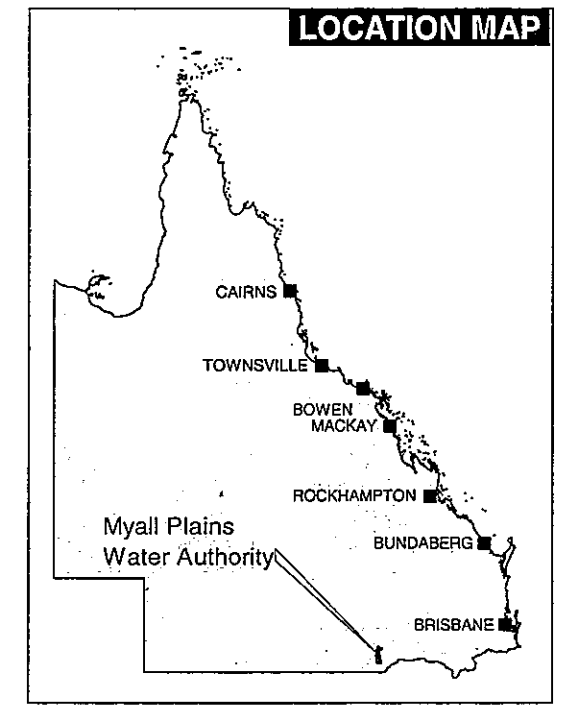 LOCATION MAP
CAIRNS
TOWNSVILLE
BOWEN
MACKAY
ROCKHAMPTON
Myall Plains
Water Authority
BUNDABERG
BRISBANE